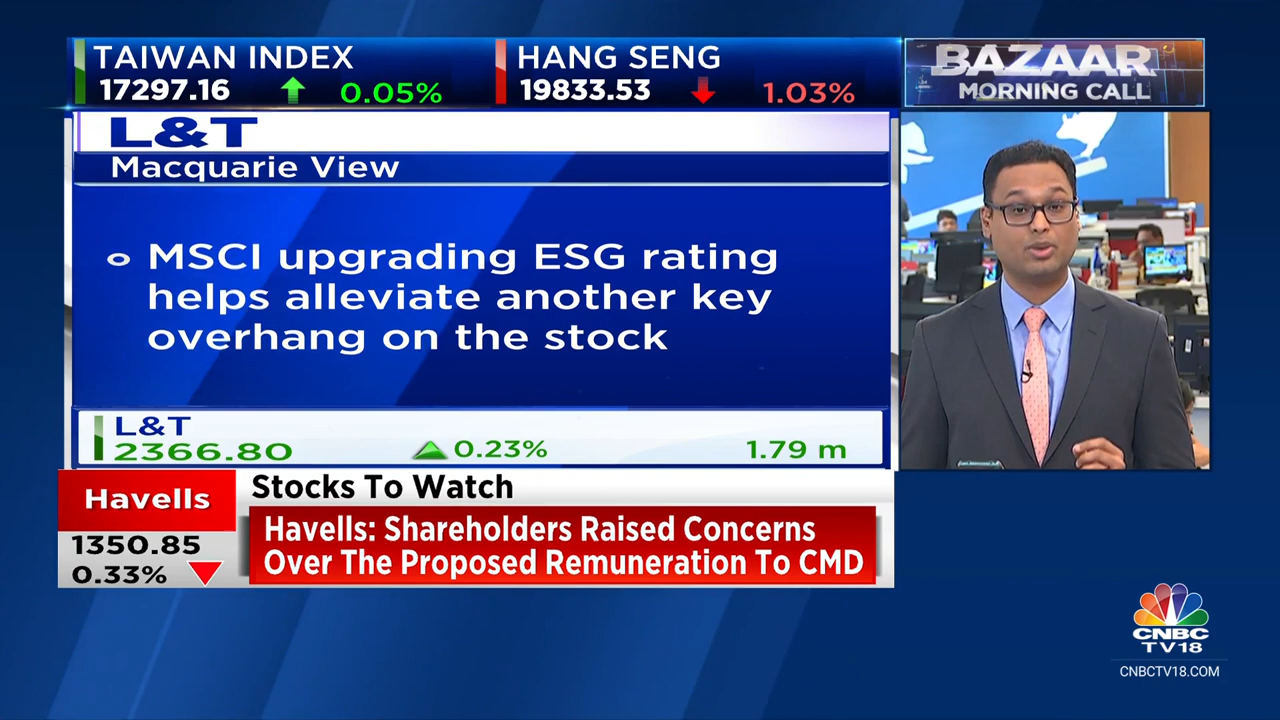 TAIWAN INDEX
17297.16 0.05%
HANG SENG
19833.53 1.03%
BAZAAR
MORNING CALL
L&T
Macquarie View
MSCI upgrading ESG rating
helps alleviate another key
overhang on the stock
L&T
2366.80 0.23% 1.79 m
Havells
1350.85
0.33%
Stocks To Watch
Havells: Shareholders Raised Concerns
Over The Proposed Remuneration To CMD
CNBC
TV18
CNBCTV18.COM